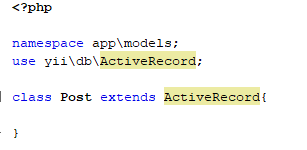 <?php
namespace app\models;
use yii\db\ActiveRecord;
class Post extends ActiveRecord{
}